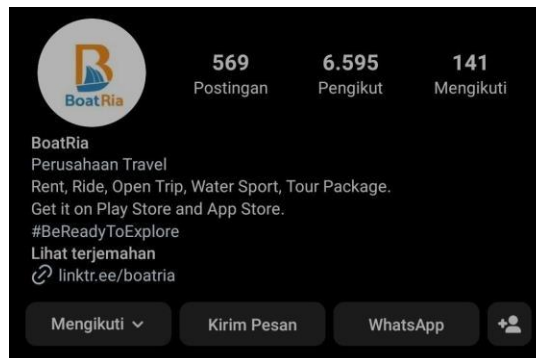 BoatRia
569 6.595 141
Postingan Pengikut Mengikuti
BoatRia
Perusahaan Travel
Rent, Ride, Open Trip, Water Sport, Tour Package.
Get it on Play Store and App Store.
#BeReadyToExplore
Lihat terjemahan
linktr.ee/boatria
Mengikuti Kirim Pesan WhatsApp